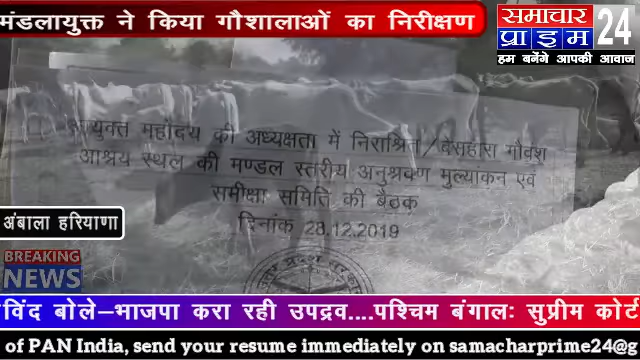 मंडलायुक्त ने किया गौशालाओं का निरीक्षण
समाचार
प्राइम 24
हम बनेंगे आपकी आवाज
महोदय की अध्यक्षता में निराश्रित/बेसहारा गौवंश
आश्रय स्थल की मण्डल स्तरीय अनुश्रवण मुल्यांकन एवं
समीक्षा समिति की बैठक
दिनांक 28.12.2019
अंबाला हरियाणा
BREAKING
NEWS
विंद बोले–भाजपा करा रही उपद्रव....पश्चिम बंगालः सुप्रीम कोर्ट
of PAN India, send your resume immediately on samacharprime24@g